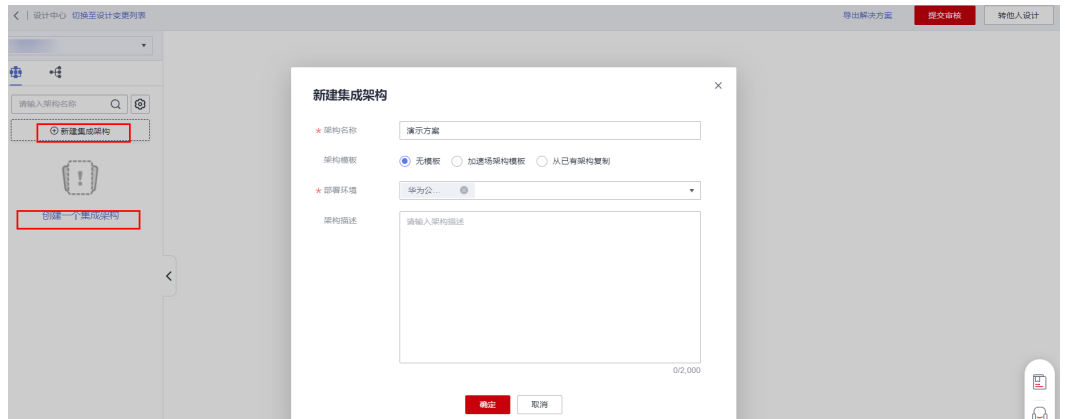 设计中心 切换至设计变更列表
导出解决方案
提交审核
转他人设计
请输入架构名称
新建集成架构
创建一个集成架构
新建集成架构
* 架构名称
演示方案
架构模板
无模板
加速场架构模板
从已有架构复制
* 部署环境
华为公...
架构描述
请输入架构描述
0/2,000
确定
取消